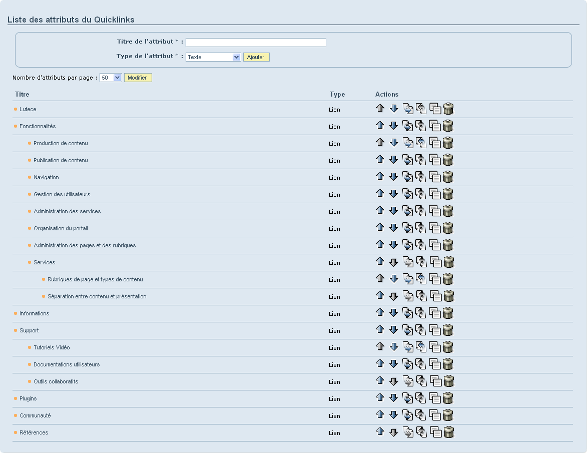 Liste des attributs du Quicklinks
Titre de l'attribut * :
Type de l'attribut * : Texte Ajouter
Nombre d'attributs par page : 50 Modifier
Titre Type Actions
Lutece Lien
Fonctionnalités Lien
Production de contenu Lien
Publication de contenu Lien
Navigation Lien
Gestion des utilisateurs Lien
Administration des services Lien
Organisation du portail Lien
Administration des pages et des rubriques Lien
Services Lien
Rubriques de page et types de contenu Lien
Séparation entre contenu et présentation Lien
Informations Lien
Support Lien
Tutoriels Vidéo Lien
Documentations utilisateurs Lien
Outils collaboratifs Lien
Plugins Lien
Communauté Lien
Références Lien